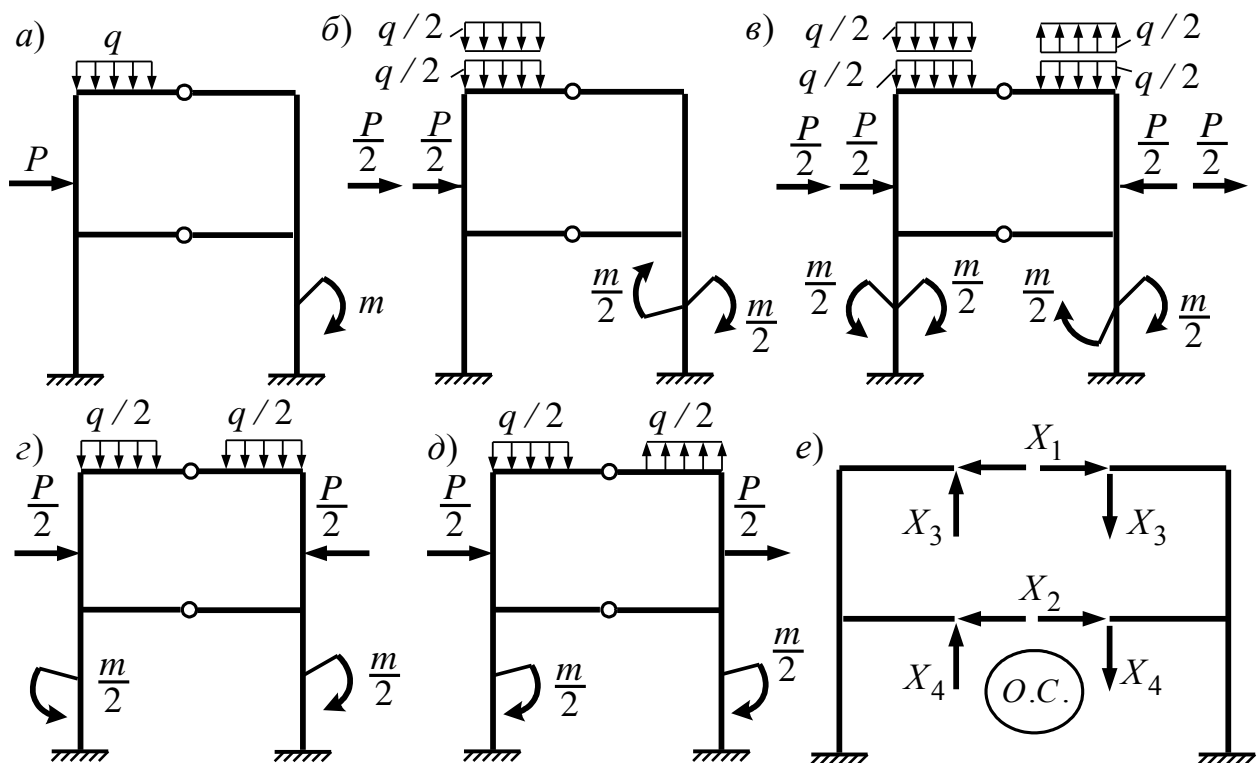 а)
q
P
m
б)
q / 2
q / 2
P/2
P/2
m/2
m/2
в)
q / 2
q / 2
q / 2
q / 2
P/2
P/2
P/2
P/2
m/2
m/2
m/2
m/2
г)
q / 2
q / 2
P/2
P/2
m/2
m/2
д)
q / 2
q / 2
P/2
P/2
m/2
m/2
е)
X1
X3
X3
X2
X4
X4
О.С.